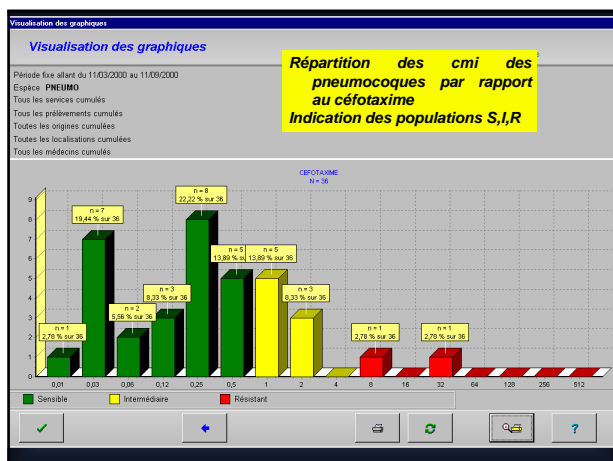 Visualisation des graphiques
Visualisation des graphiques
Répartition des cmi des
pneumocoques par rapport
au céfotaxime
Indication des populations S,I,R
Période fixe allant du 11/03/2000 au 11/09/2000
Espèce PNEUMO
Tous les services cumulés
Tous les prélèvements cumulés
Toutes les origines cumulées
Toutes les localisations cumulées
Tous les médecins cumulés
CEFOTAXIME
N = 36
n = 1
2,78 % sur 36
n = 7
19,44 % sur 36
n = 2
5,56 % sur 36
n = 3
8,33 % sur 36
n = 8
22,22 % sur 36
n = 5
13,89 % su
n = 5
13,89 % sur 36
n = 3
8,33 % sur 36
n = 1
2,78 % sur 36
n = 1
2,78 % sur 36
9
8
7
6
5
4
3
2
1
0
0,01 0,03 0,06 0,12 0,25 0,5 1 2 4 8 16 32 64 128 256 512
Sensible Intermédiaire Résistant
?